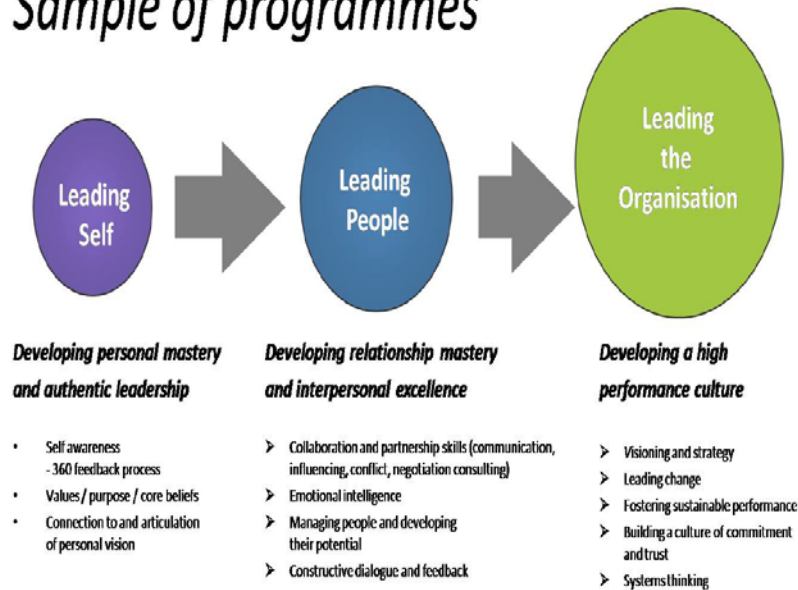 Sample of programmes
Leading
Self
Leading
People
Leading
the
Organisation
Developing personal mastery
and authentic leadership
• Self awareness
- 360 feedback process
• Values / purpose / core beliefs
• Connection to and articulation
of personal vision
Developing relationship mastery
and interpersonal excellence
➢ Collaboration and partnership skills (communication,
influencing, conflict, negotiation consulting)
➢ Emotional intelligence
➢ Managing people and developing
their potential
➢ Constructive dialogue and feedback
Developing a high
performance culture
➢ Visioning and strategy
➢ Leading change
➢ Fostering sustainable performance
➢ Building a culture of commitment
and trust
➢ Systems thinking